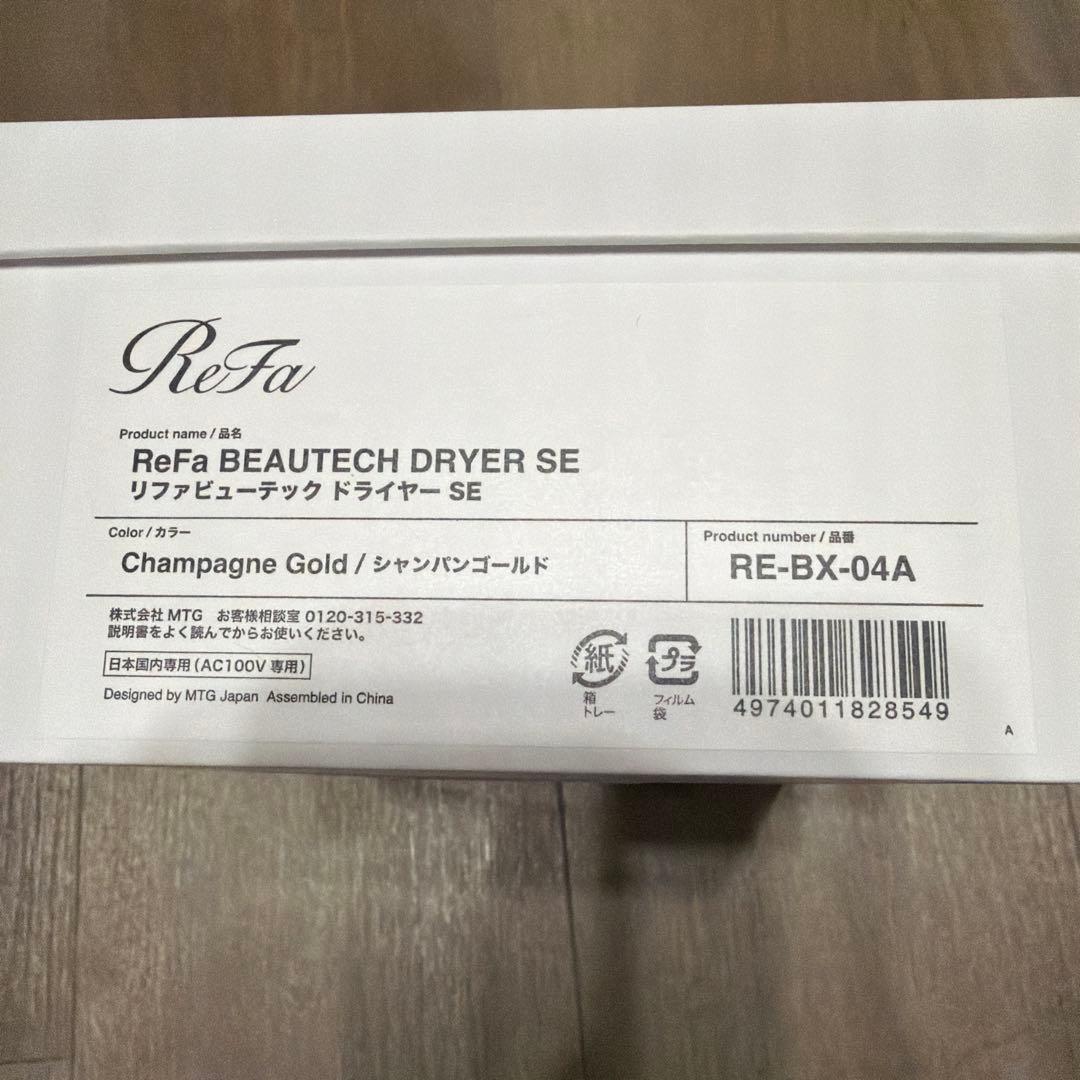 ReFa
Product name / 品名
ReFa BEAUTECH DRYER SE
リファビューテック ドライヤー SE
Color / カラー
Champagne Gold / シャンパンゴールド
Product number / 品番
RE-BX-04A
株式会社 MTG お客様相談室 0120-315-332
説明書をよく読んでからお使いください。
日本国内専用(AC100V 専用)
Designed by MTG Japan Assembled in China
紙
箱
トレー
プラ
フィルム
袋
4974011828549
A